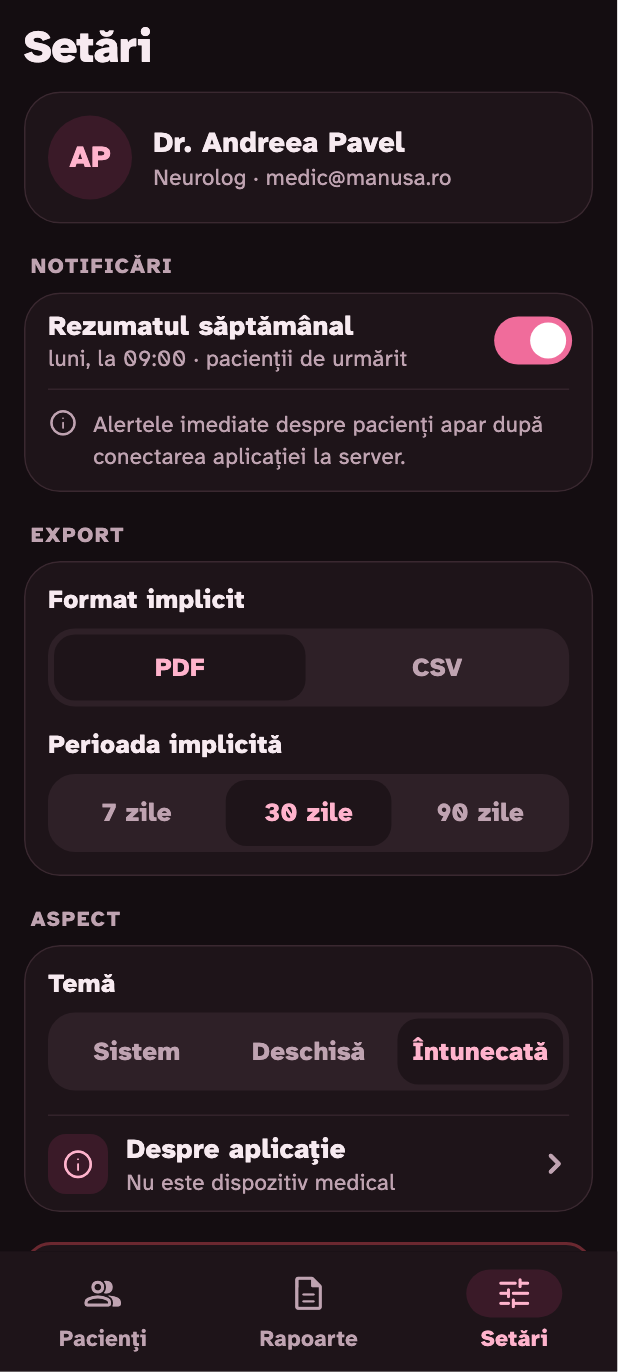 Setări
AP
Dr. Andreea Pavel
Neurolog · medic@manusa.ro
NOTIFICĂRI
Rezumatul săptămânal
luni, la 09:00 · pacienții de urmărit
Alertele imediate despre pacienți apar după
conectarea aplicației la server.
EXPORT
Format implicit
PDF CSV
Perioada implicită
7 zile 30 zile 90 zile
ASPECT
Temă
Sistem Deschisă Întunecată
Despre aplicație
Nu este dispozitiv medical
Pacienți Rapoarte Setări